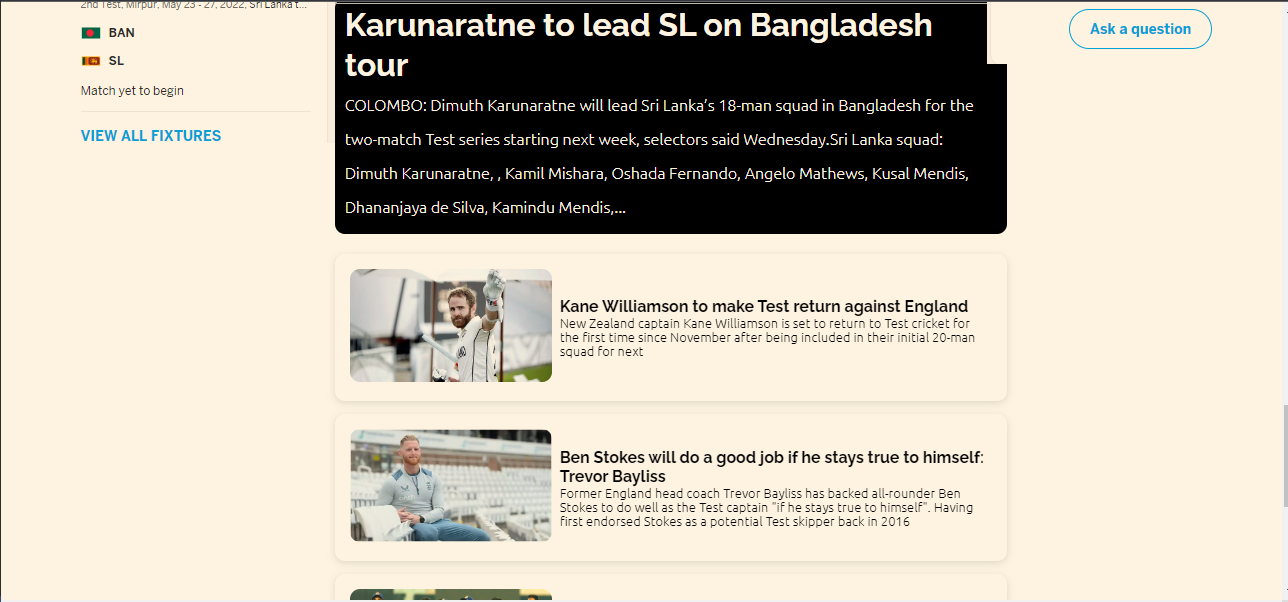 2nd Test, Mirpur, May 23 - 27, 2022, Sri Lanka t...
BAN
SL
Match yet to begin
VIEW ALL FIXTURES
Karunaratne to lead SL on Bangladesh
tour
COLOMBO: Dimuth Karunaratne will lead Sri Lanka’s 18-man squad in Bangladesh for the
two-match Test series starting next week, selectors said Wednesday.Sri Lanka squad:
Dimuth Karunaratne, , Kamil Mishara, Oshada Fernando, Angelo Mathews, Kusal Mendis,
Dhananjaya de Silva, Kamindu Mendis,...
Ask a question
Kane Williamson to make Test return against England
New Zealand captain Kane Williamson is set to return to Test cricket for
the first time since November after being included in their initial 20-man
squad for next
Ben Stokes will do a good job if he stays true to himself:
Trevor Bayliss
Former England head coach Trevor Bayliss has backed all-rounder Ben
Stokes to do well as the Test captain "if he stays true to himself". Having
first endorsed Stokes as a potential Test skipper back in 2016